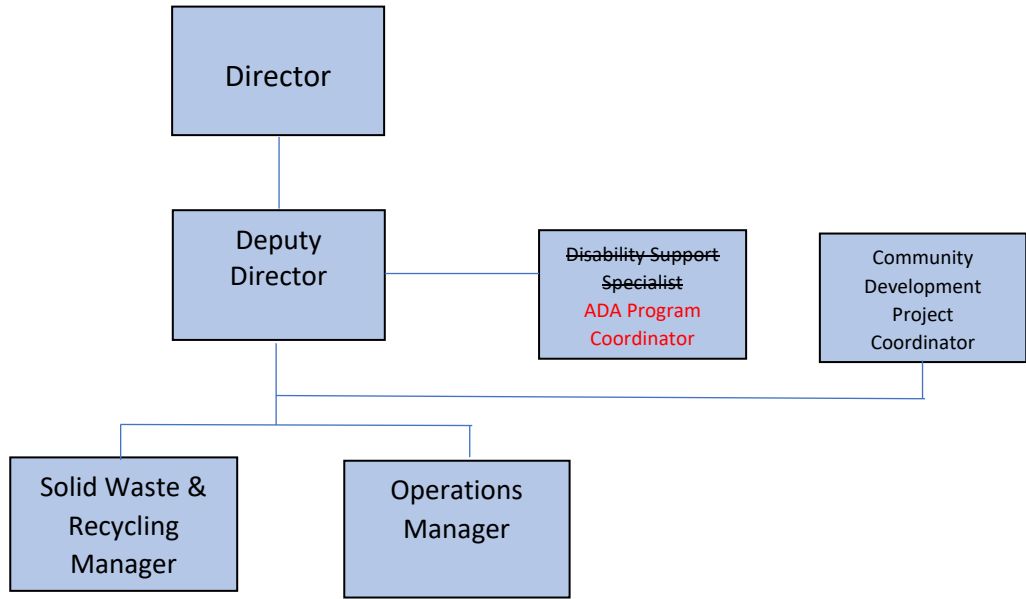 Director
Deputy
Director
Disability Support
Specialist
ADA Program
Coordinator
Community
Development
Project
Coordinator
Solid Waste &
Recycling
Manager
Operations
Manager